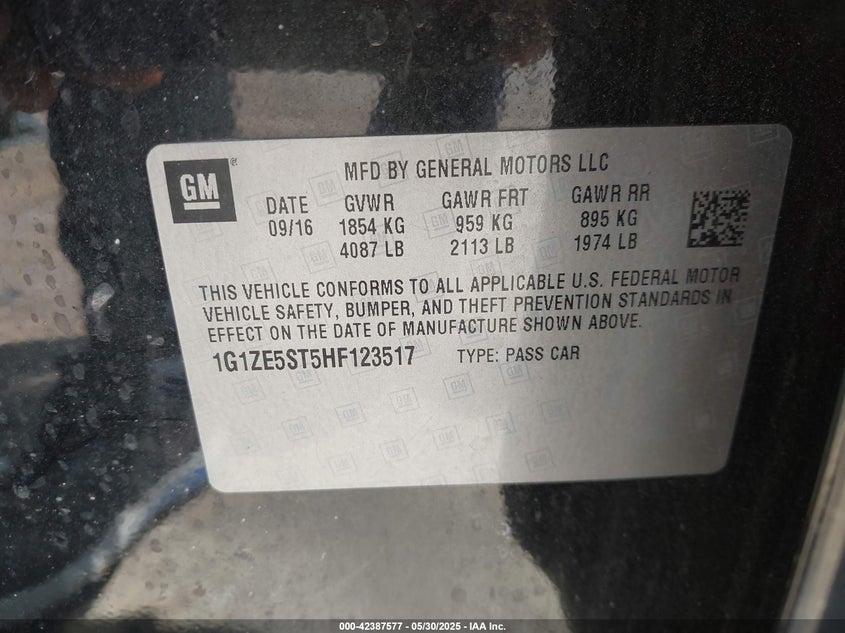 GM
MFD BY GENERAL MOTORS LLC
DATE GVWR GAWR FRT GAWR RR
09/16 1854 KG 959 KG 895 KG
4087 LB 2113 LB 1974 LB
THIS VEHICLE CONFORMS TO ALL APPLICABLE U.S. FEDERAL MOTOR
VEHICLE SAFETY, BUMPER, AND THEFT PREVENTION STANDARDS IN
EFFECT ON THE DATE OF MANUFACTURE SHOWN ABOVE.
1G1ZE5ST5HF123517 TYPE: PASS CAR
000-42387577 — 05/30/2025 — IAA Inc.